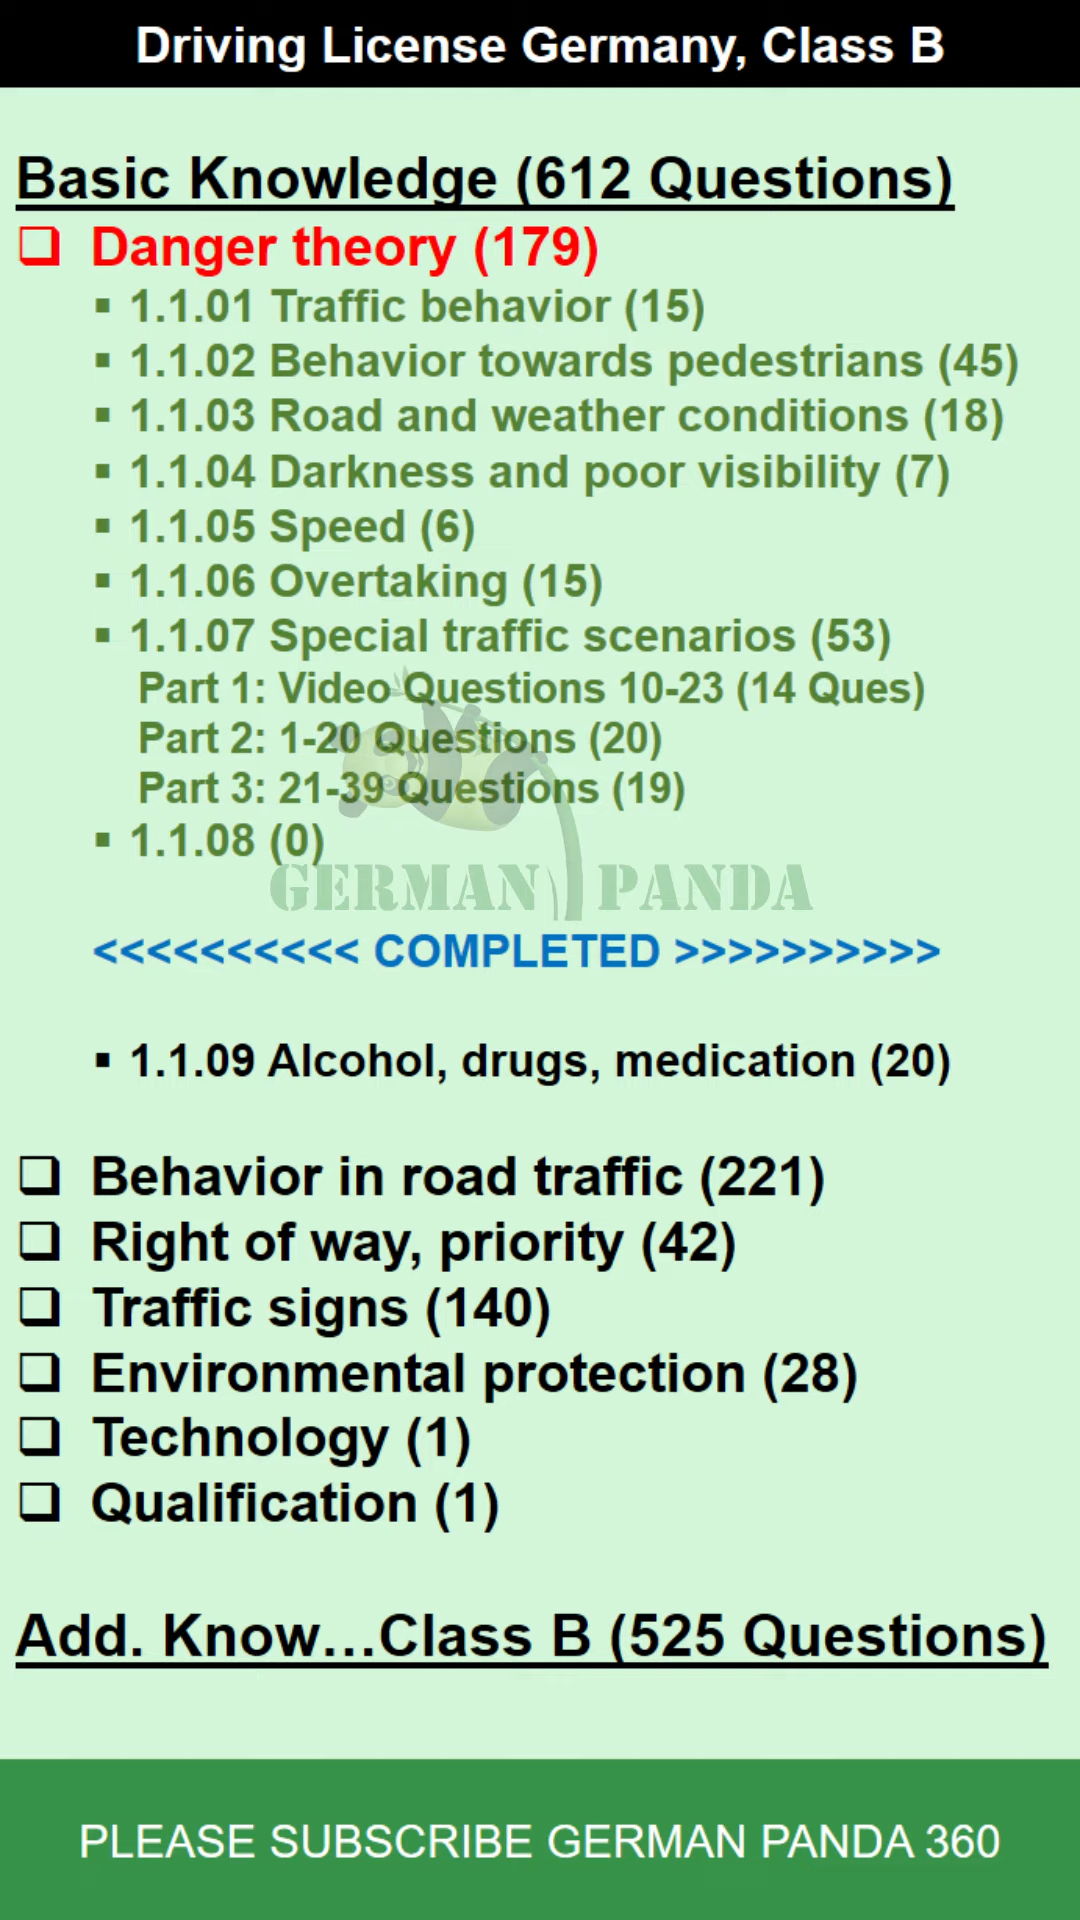 Driving License Germany, Class B
Basic Knowledge (612 Questions)
❑ Danger theory (179)
▪ 1.1.01 Traffic behavior (15)
▪ 1.1.02 Behavior towards pedestrians (45)
▪ 1.1.03 Road and weather conditions (18)
▪ 1.1.04 Darkness and poor visibility (7)
▪ 1.1.05 Speed (6)
▪ 1.1.06 Overtaking (15)
▪ 1.1.07 Special traffic scenarios (53)
Part 1: Video Questions 10-23 (14 Ques)
Part 2: 1-20 Questions (20)
Part 3: 21-39 Questions (19)
▪ 1.1.08 (0)
GERMAN PANDA
<<<<<<<<<< COMPLETED >>>>>>>>>>
▪ 1.1.09 Alcohol, drugs, medication (20)
❑ Behavior in road traffic (221)
❑ Right of way, priority (42)
❑ Traffic signs (140)
❑ Environmental protection (28)
❑ Technology (1)
❑ Qualification (1)
Add. Know...Class B (525 Questions)
PLEASE SUBSCRIBE GERMAN PANDA 360